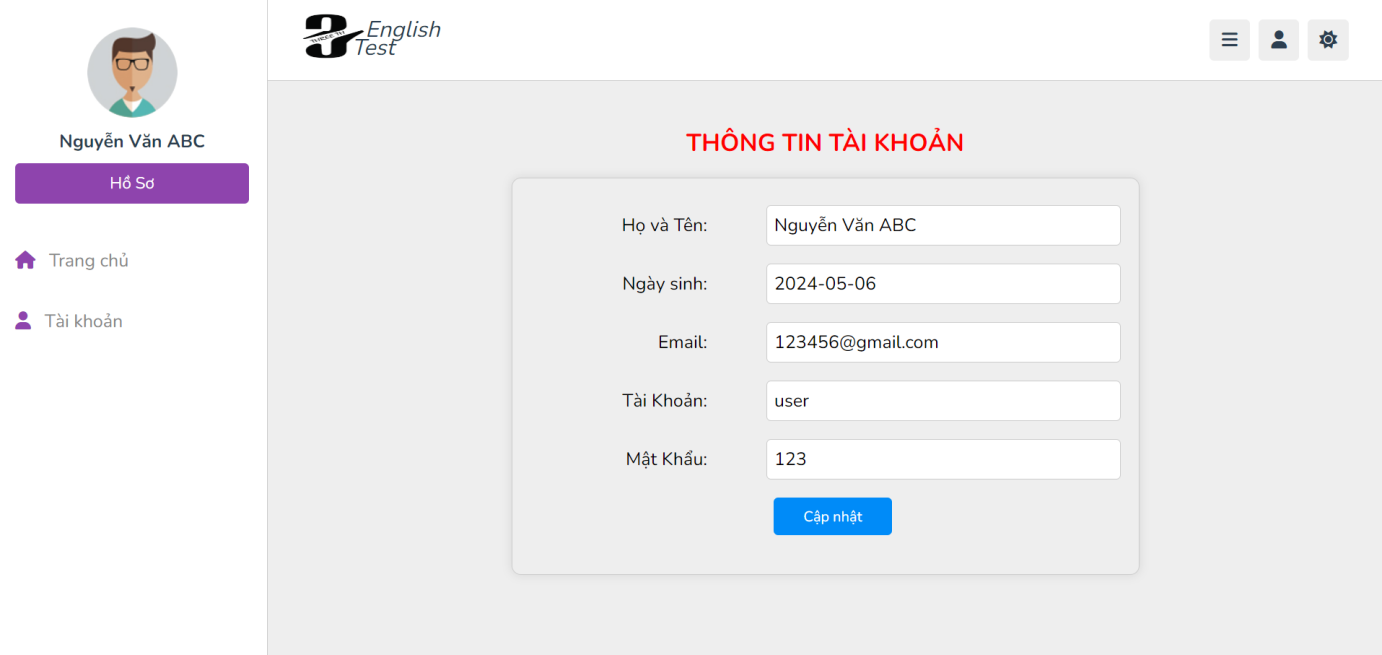 Nguyễn Văn ABC
Hồ Sơ
Trang chủ
Tài khoản
THREE TH
English
Test
THÔNG TIN TÀI KHOẢN
Họ và Tên: Nguyễn Văn ABC
Ngày sinh: 2024-05-06
Email: 123456@gmail.com
Tài Khoản: user
Mật Khẩu: 123
Cập nhật